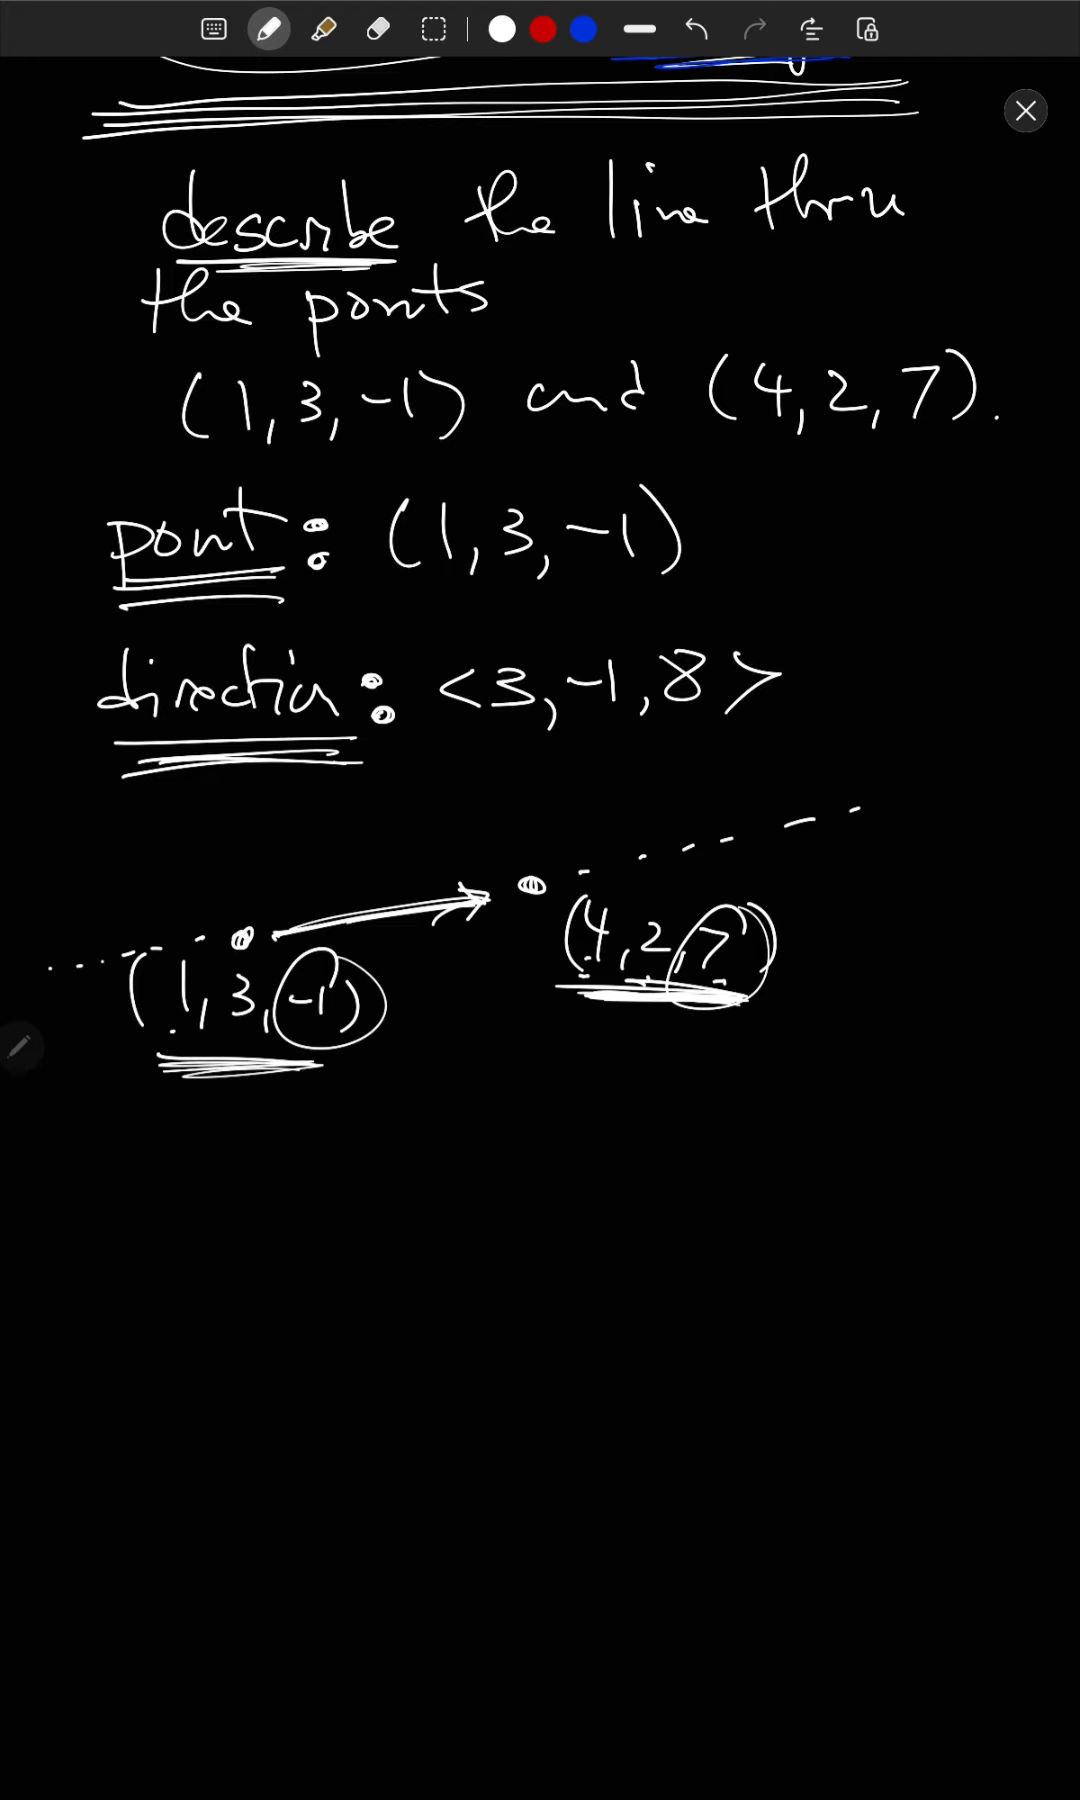 describe the line thru
the points
(1, 3, -1) and (4, 2, 7).
point: (1, 3, -1)
direction: <3, -1, 8>
(4, 2, 7)
(1, 3, -1)